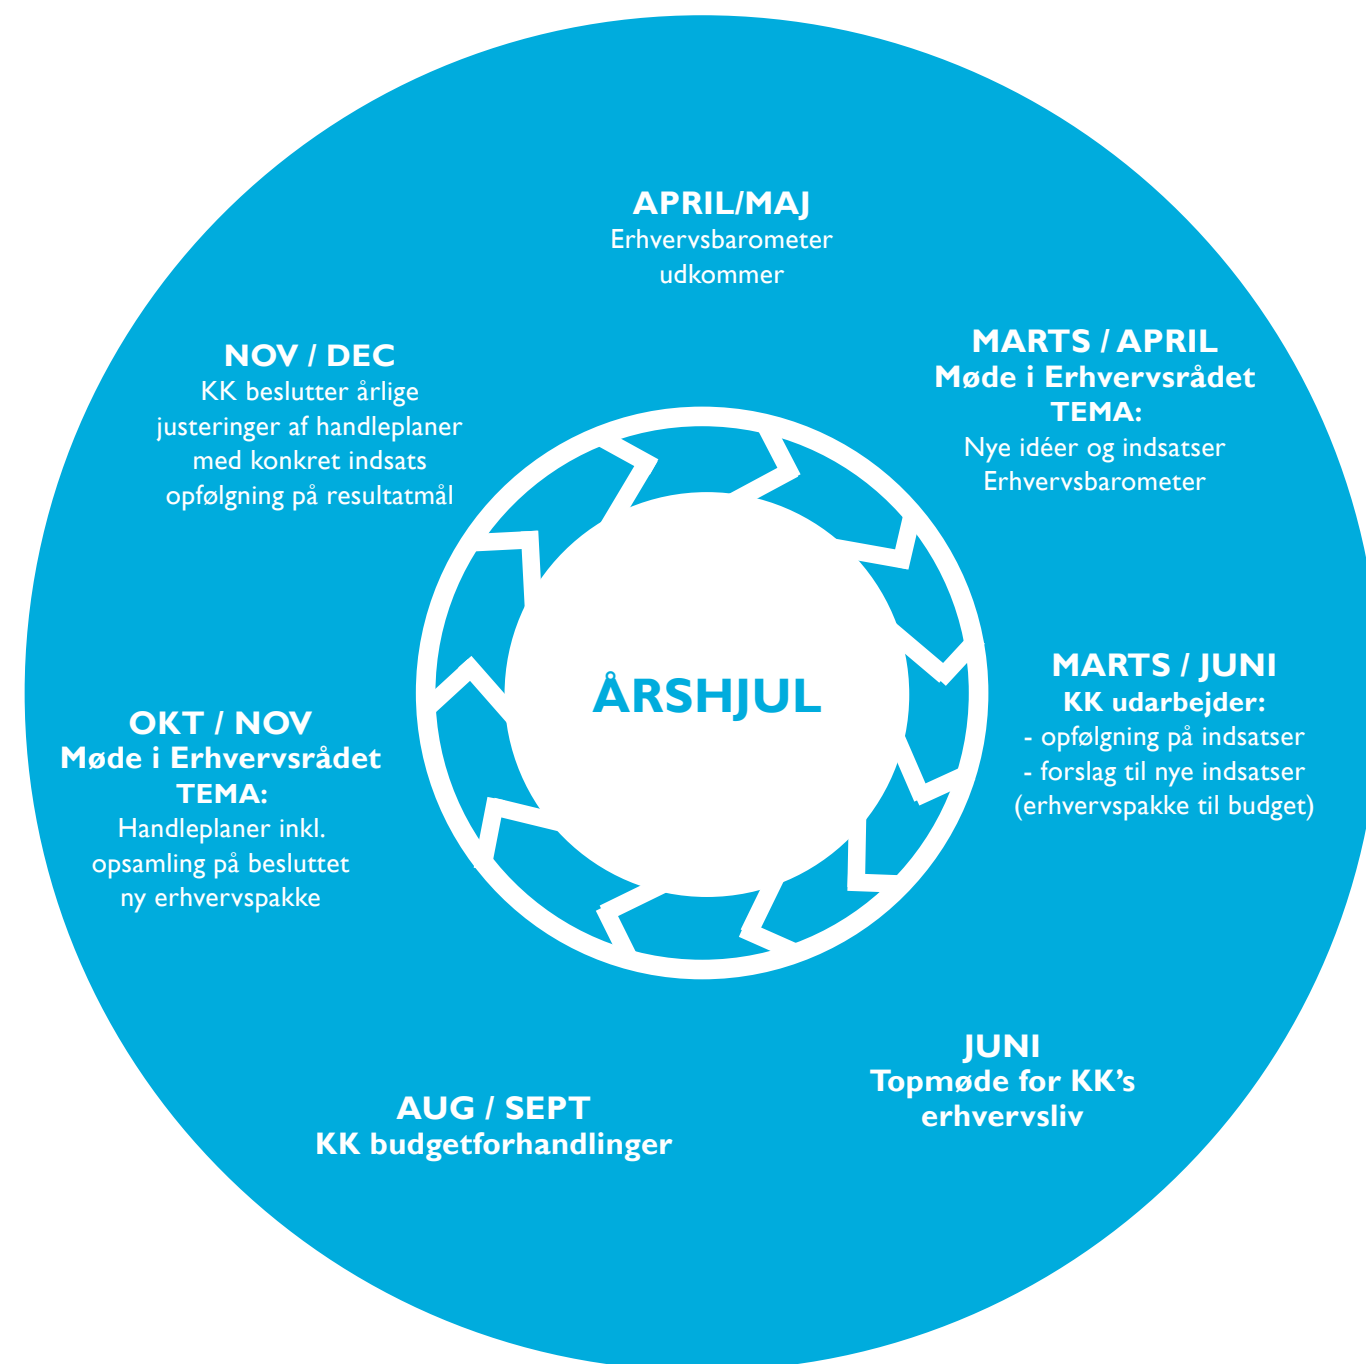 APRIL/MAJ
Erhvervsbarometer
udkommer
MARTS / APRIL
Møde i Erhvervsrådet
TEMA:
Nye idéer og indsatser
Erhvervsbarometer
MARTS / JUNI
KK udarbejder:
- opfølgning på indsatser
- forslag til nye indsatser
(erhvervspakke til budget)
JUNI
Topmøde for KK's
erhvervsliv
AUG / SEPT
KK budgetforhandlinger
OKT / NOV
Møde i Erhvervsrådet
TEMA:
Handleplaner inkl.
opsamling på besluttet
ny erhvervspakke
NOV / DEC
KK beslutter årlige
justeringer af handleplaner
med konkret indsats
opfølgning på resultatmål
ÅRSHJUL